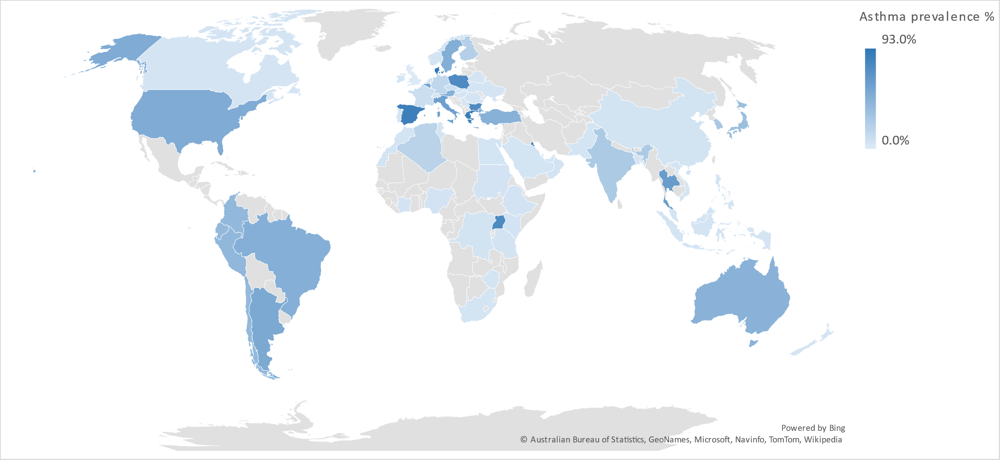 Asthma prevalence %
93.0%
0.0%
Powered by Bing
© Australian Bureau of Statistics, GeoNames, Microsoft, Navinfo, TomTom, Wikipedia